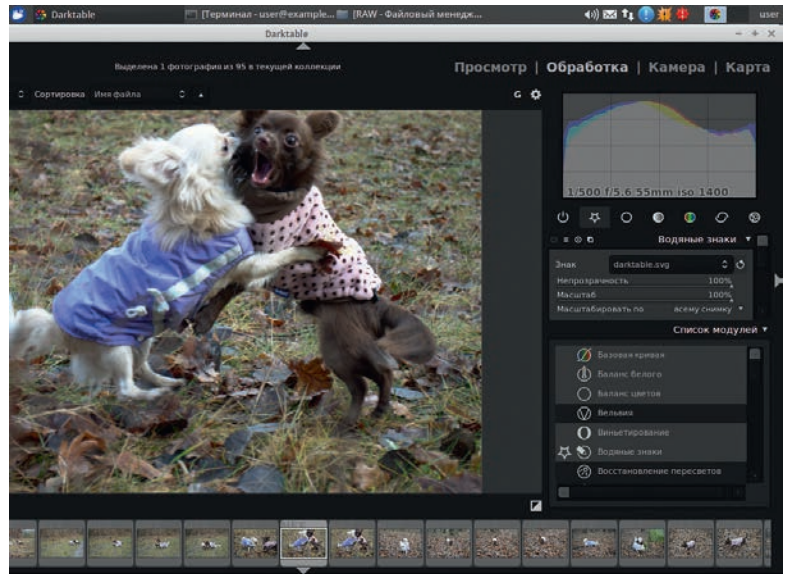 Darktable [Терминал - user@example... [RAW - Файловый менедж... user
Darktable
Выделена 1 фотография из 95 в текущей коллекции
Просмотр | Обработка | Камера | Карта
Сортировка Имя файла G
1/500 f/5.6 55mm iso 1400
Водяные знаки
Знак darktable.svg
Непрозрачность 100%
Масштаб 100%
Масштабировать по всему снимку
Список модулей
Базовая кривая
Баланс белого
Баланс цветов
Вельвия
Виньетирование
Водяные знаки
Восстановление пересветов